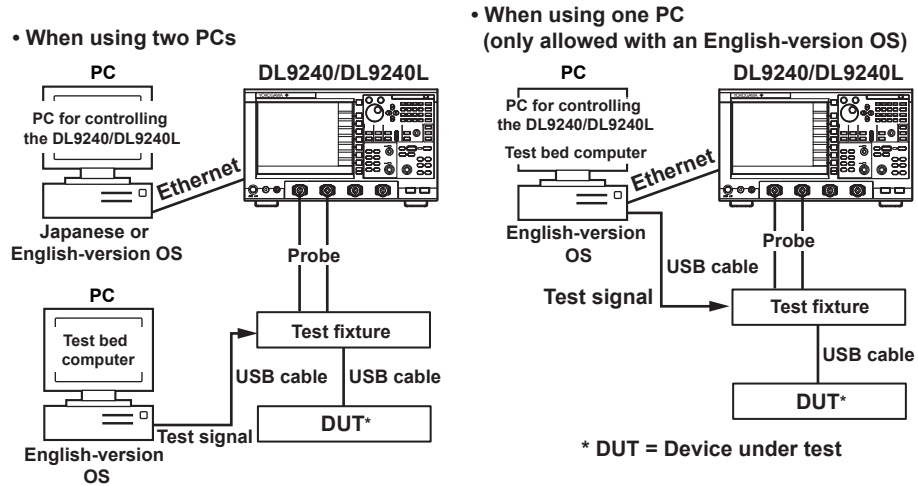 • When using two PCs
PC
DL9240/DL9240L
PC for controlling
the DL9240/DL9240L
YOKOGAWA
Ethernet
Japanese or
English-version OS
Probe
PC
Test bed
computer
Test fixture
USB cable
USB cable
DUT*
Test signal
English-version
OS
• When using one PC
(only allowed with an English-version OS)
PC
DL9240/DL9240L
PC for controlling
the DL9240/DL9240L
Test bed computer
YOKOGAWA
Ethernet
English-version
OS
Probe
USB cable
Test signal
Test fixture
USB cable
DUT*
* DUT = Device under test